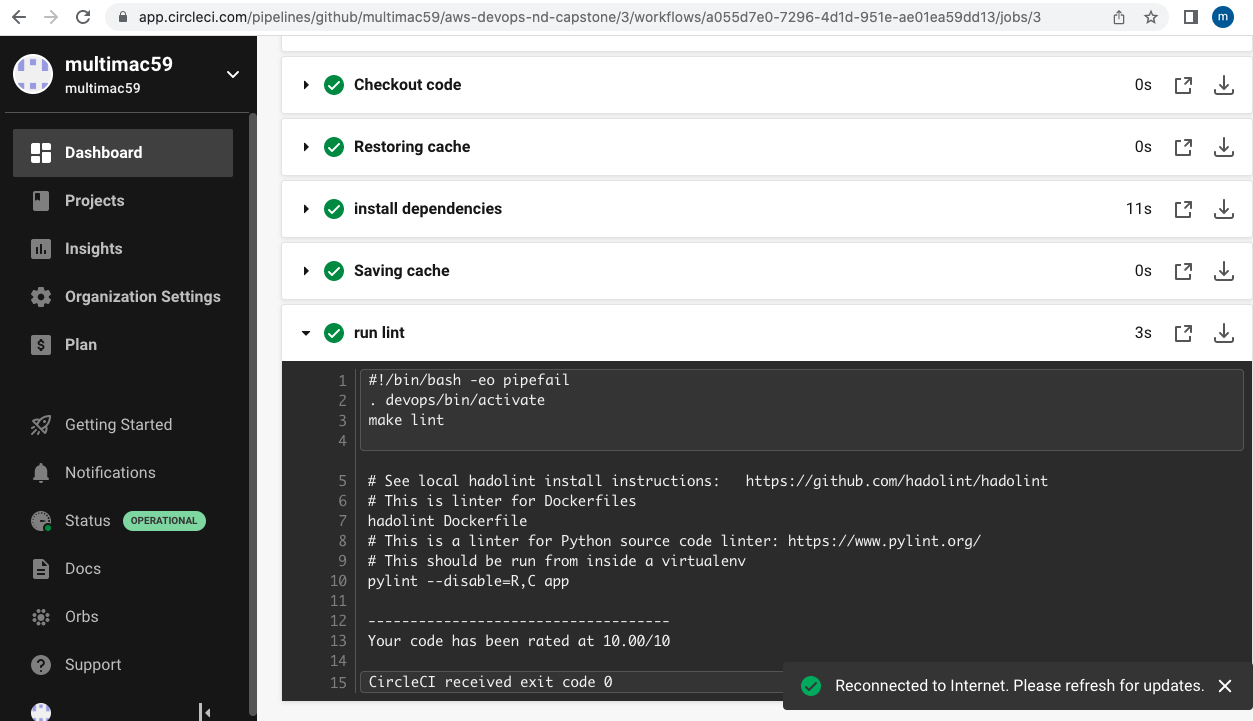 app.circleci.com/pipelines/github/multimac59/aws-devops-nd-capstone/3/workflows/a055d7e0-7296-4d1d-951e-ae01ea59dd13/jobs/3
m
multimac59
multimac59
Dashboard
Projects
Insights
Organization Settings
Plan
Getting Started
Notifications
Status OPERATIONAL
Docs
Orbs
Support
Checkout code 0s
Restoring cache 0s
install dependencies 11s
Saving cache 0s
run lint 3s
1 #!/bin/bash -eo pipefail
2 . devops/bin/activate
3 make lint
4
5 # See local hadolint install instructions:   https://github.com/hadolint/hadolint
6 # This is linter for Dockerfiles
7 hadolint Dockerfile
8 # This is a linter for Python source code linter: https://www.pylint.org/
9 # This should be run from inside a virtualenv
10 pylint --disable=R,C app
11
12 ------------------------------------
13 Your code has been rated at 10.00/10
14
15 CircleCI received exit code 0
Reconnected to Internet. Please refresh for updates.